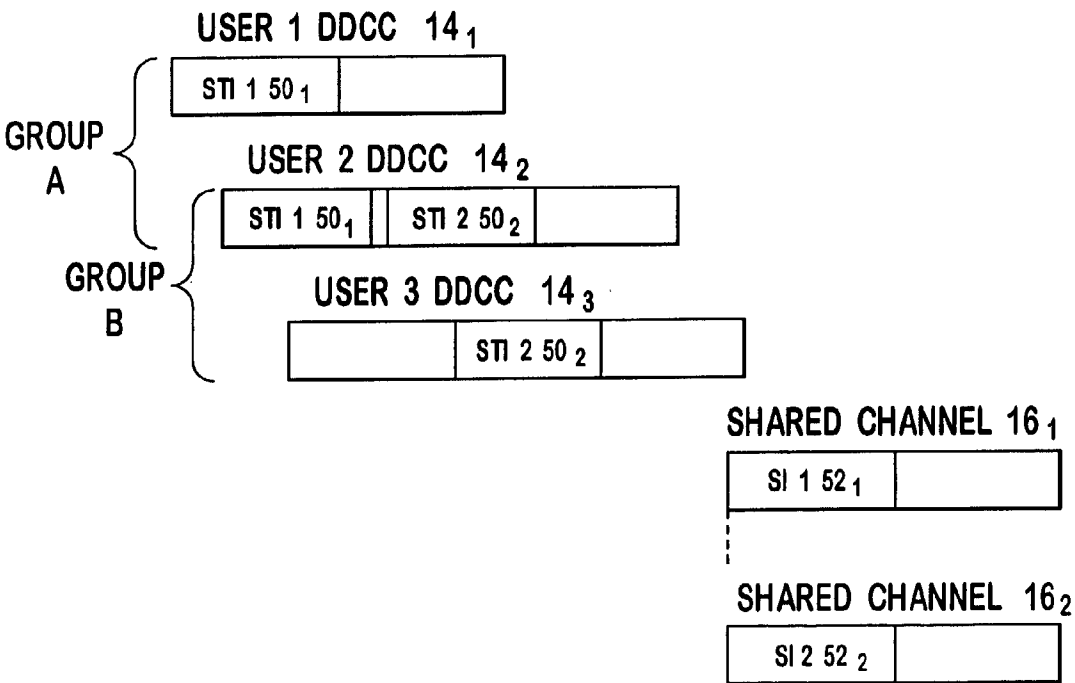 USER 1 DDCC 14₁
STI 1 50₁
GROUP A
USER 2 DDCC 14₂
STI 1 50₁ STI 2 50₂
GROUP B
USER 3 DDCC 14₃
STI 2 50₂
SHARED CHANNEL 16₁
SI 1 52₁
SHARED CHANNEL 16₂
SI 2 52₂